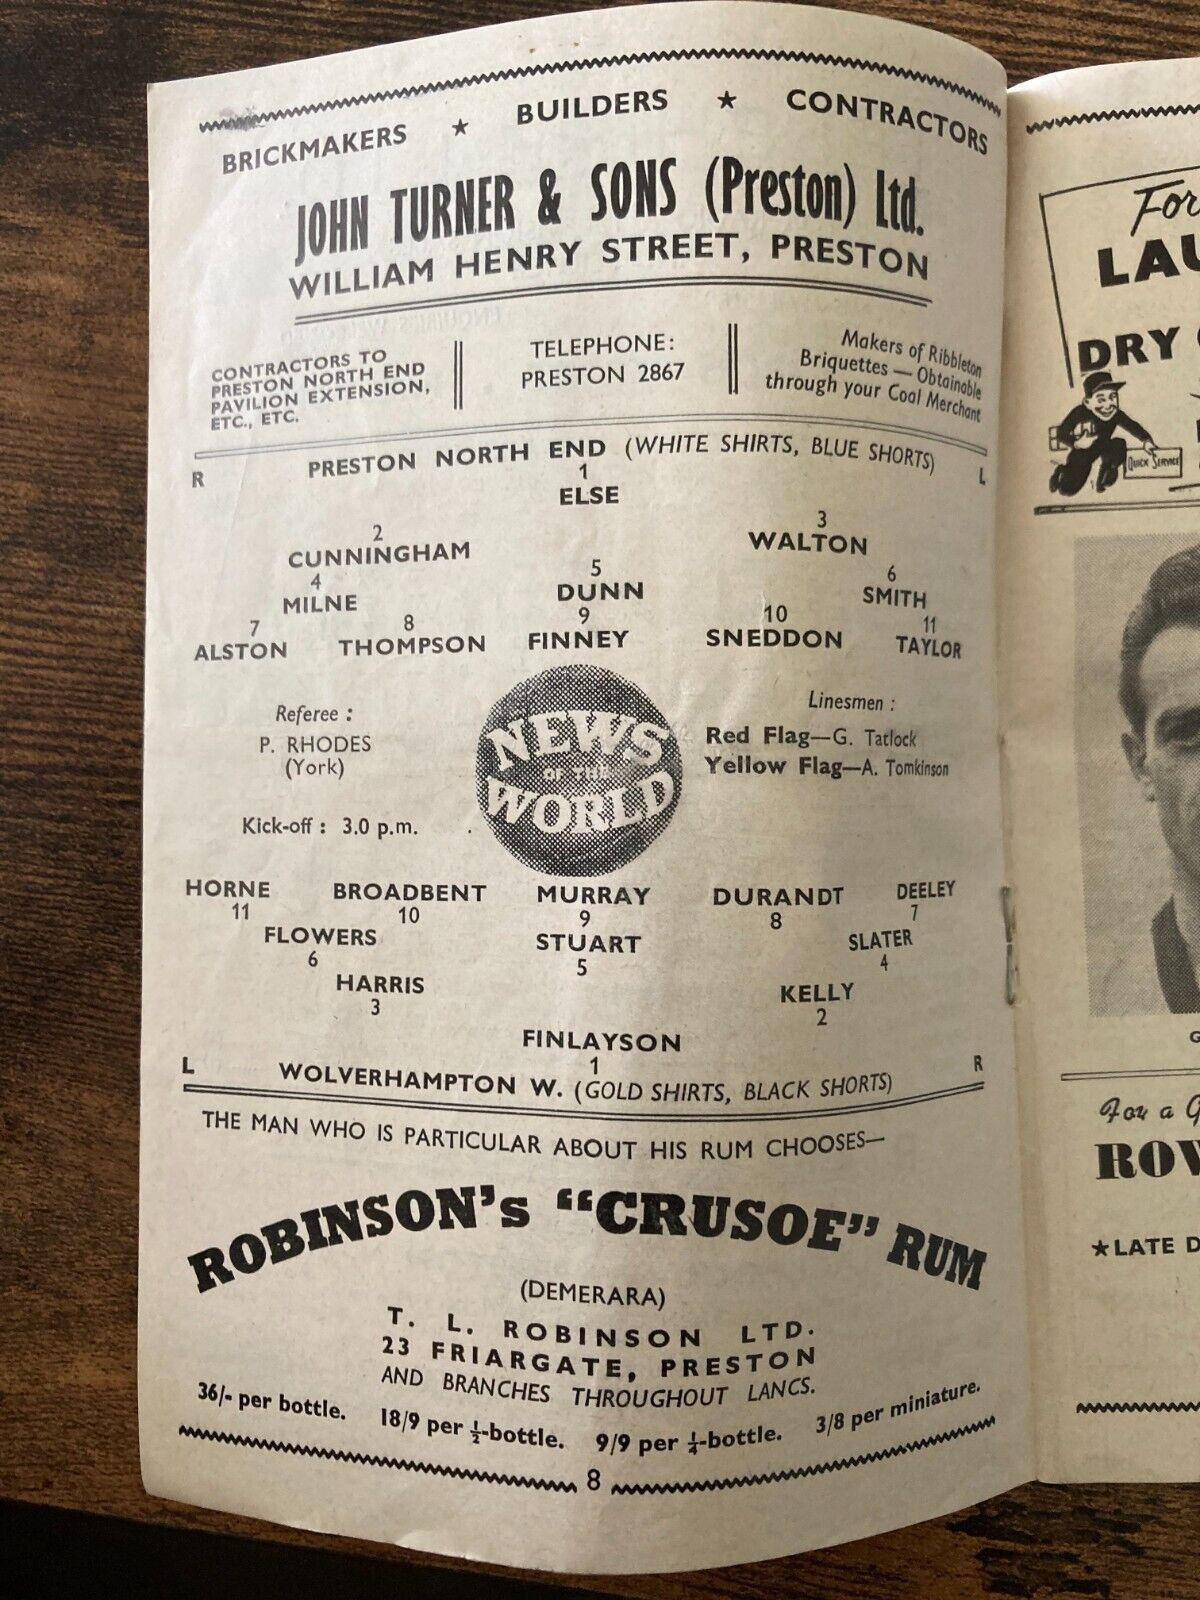 BRICKMAKERS ★ BUILDERS ★ CONTRACTORS
JOHN TURNER & SONS (Preston) Ltd.
WILLIAM HENRY STREET, PRESTON
CONTRACTORS TO
PRESTON NORTH END
PAVILION EXTENSION,
ETC., ETC.
TELEPHONE:
PRESTON 2867
Makers of Ribbleton
Briquettes — Obtainable
through your Coal Merchant
R PRESTON NORTH END (WHITE SHIRTS, BLUE SHORTS) L
1
ELSE
2 3
CUNNINGHAM WALTON
4 5 6
MILNE DUNN SMITH
7 8 9 10 11
ALSTON THOMPSON FINNEY SNEDDON TAYLOR
Referee :
P. RHODES
(York)
Kick-off : 3.0 p.m.
NEWS
OF THE
WORLD
Linesmen :
Red Flag—G. Tatlock
Yellow Flag—A. Tomkinson
HORNE BROADBENT MURRAY DURANDT DEELEY
11 10 9 8 7
FLOWERS STUART SLATER
6 5 4
HARRIS KELLY
3 2
FINLAYSON
1
L WOLVERHAMPTON W. (GOLD SHIRTS, BLACK SHORTS) R
THE MAN WHO IS PARTICULAR ABOUT HIS RUM CHOOSES—
ROBINSON's "CRUSOE" RUM
(DEMERARA)
T. L. ROBINSON LTD.
23 FRIARGATE, PRESTON
AND BRANCHES THROUGHOUT LANCS.
36/- per bottle. 18/9 per ½-bottle. 9/9 per ¼-bottle. 3/8 per miniature.
8
For
LAU
DRY
QUICK SERVICE
G
For a G
ROW
★LATE D